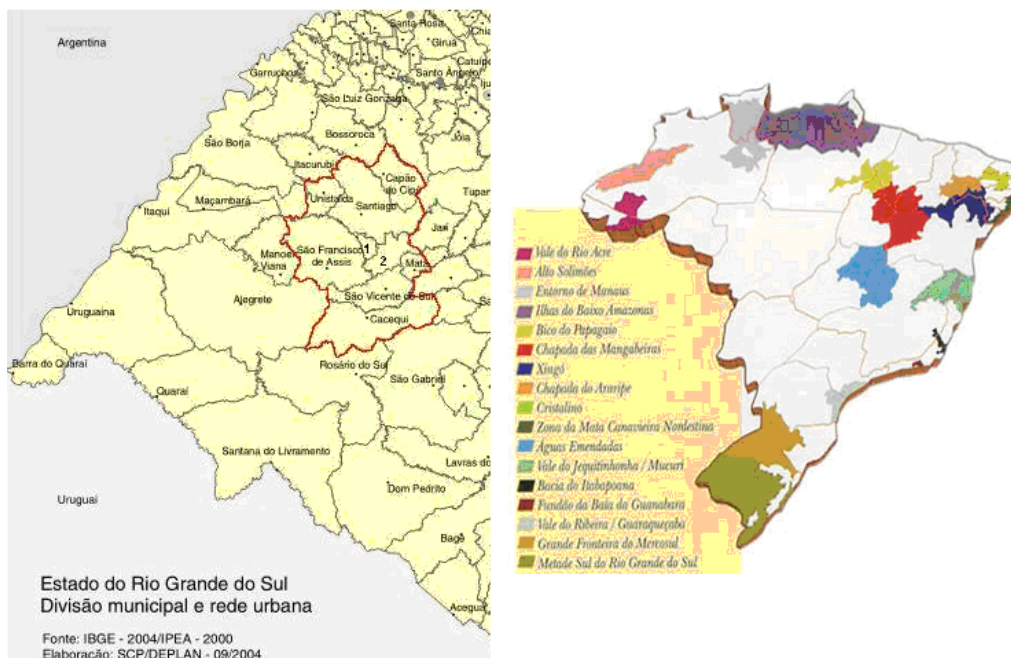 Argentina
Santa Rosa
Girua
Catuípe
Santo Ângelo
Garruchos
São Luiz Gonzaga
Bossoroca
Jóia
São Borja
Itacurubi
Capão
do Cipó
Tupan
Unistalda
Santiago
Maçambará
Itaqui
Jari
São Francisco
de Assis
1
2
Manoel
Viana
Mata
São Vicente do Sul
Alegrete
Cacequi
Uruguaina
Barra do Quaraí
Rosário do Sul
São Gabriel
Quaraí
Santana do Livramento
Lavras do
Dom Pedrito
Uruguai
Bagé
Aceguá
Estado do Rio Grande do Sul
Divisão municipal e rede urbana
Fonte: IBGE - 2004/IPEA - 2000
Elaboração: SCP/DEPLAN - 09/2004
Vale do Rio Acre
Alto Solimões
Entorno de Manaus
Ilhas do Baixo Amazonas
Bico do Papagaio
Chapada das Mangabeiras
Xingó
Chapada do Araripe
Cristalino
Zona da Mata Canavieira Nordestina
Águas Emendadas
Vale do Jequitinhonha / Mucuri
Bacia do Itabapoana
Fundão da Baía da Guanabara
Vale do Ribeira / Guaraqueçaba
Grande Fronteira do Mercosul
Metade Sul do Rio Grande do Sul